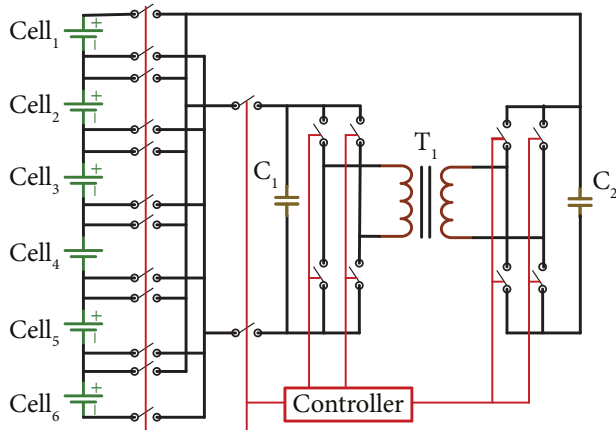 Cell₁
Cell₂
Cell₃
Cell₄
Cell₅
Cell₆
C₁
T₁
C₂
Controller